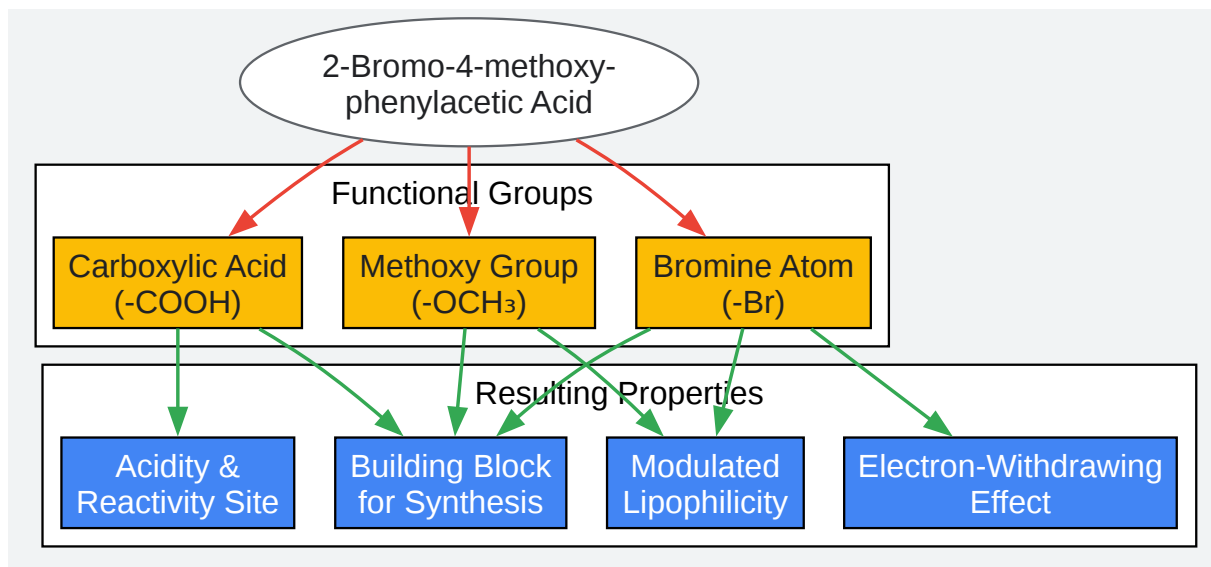 2-Bromo-4-methoxy-
phenylacetic Acid
Functional Groups
Carboxylic Acid
(-COOH)
Methoxy Group
(-OCH₃)
Bromine Atom
(-Br)
Resulting Properties
Acidity &
Reactivity Site
Building Block
for Synthesis
Modulated
Lipophilicity
Electron-Withdrawing
Effect